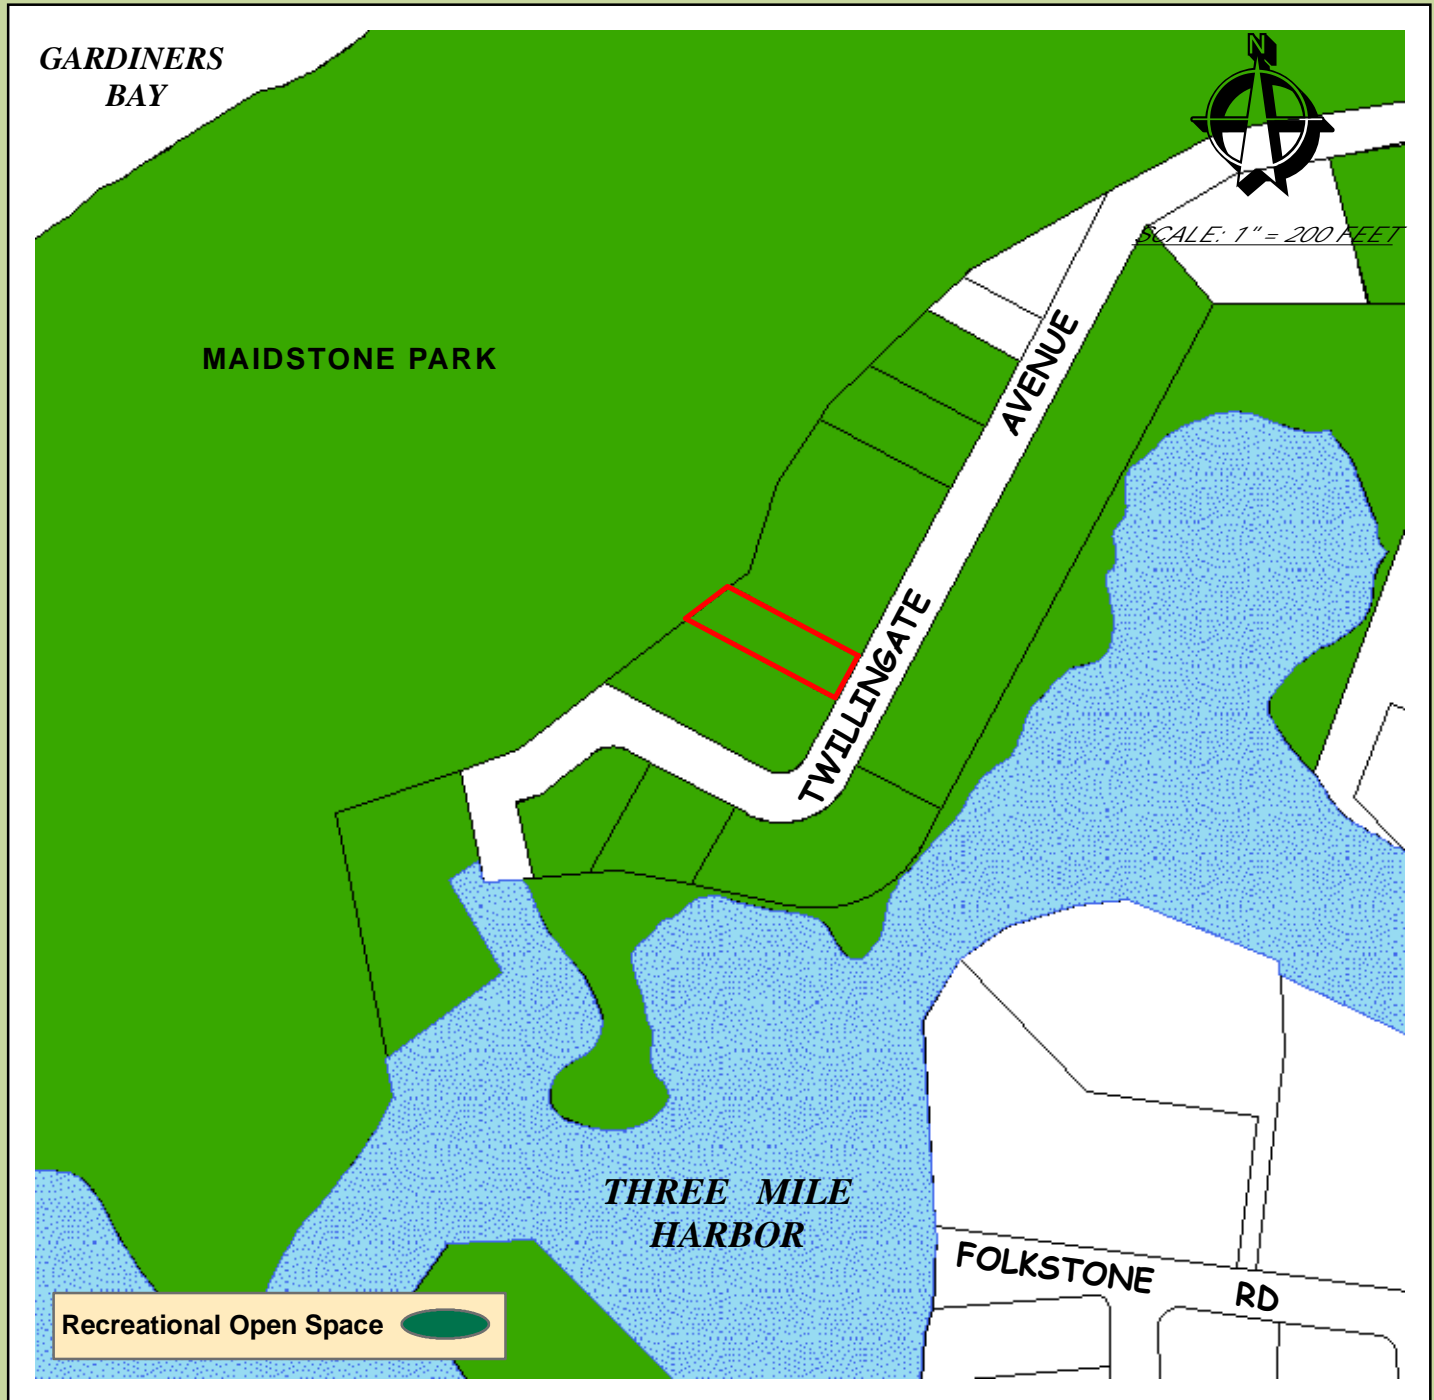 GARDINERS
BAY
N
SCALE: 1" = 200 FEET
MAIDSTONE PARK
AVENUE
TWILLINGATE
THREE MILE
HARBOR
FOLKSTONE RD
Recreational Open Space